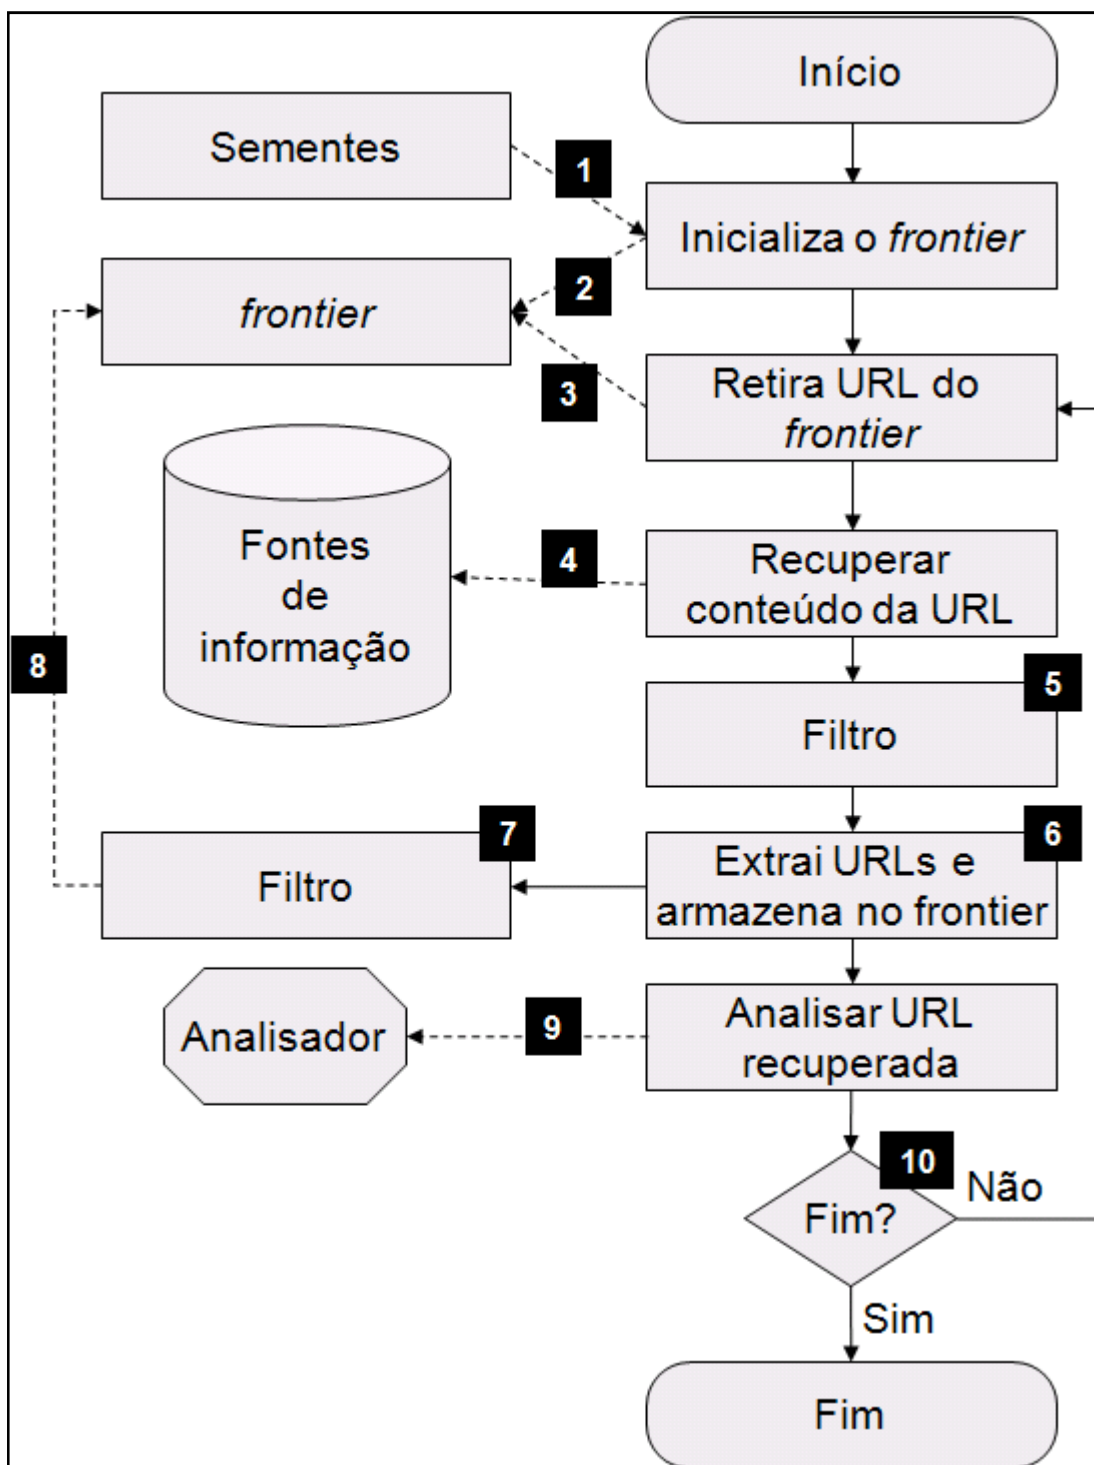 Início
Sementes
1
Inicializa o frontier
2
frontier
3
Retira URL do
frontier
Fontes
de
informação
4
Recuperar
conteúdo da URL
8
5
Filtro
7
Filtro
6
Extrai URLs e
armazena no frontier
Analisador
9
Analisar URL
recuperada
10
Fim?
Não
Sim
Fim